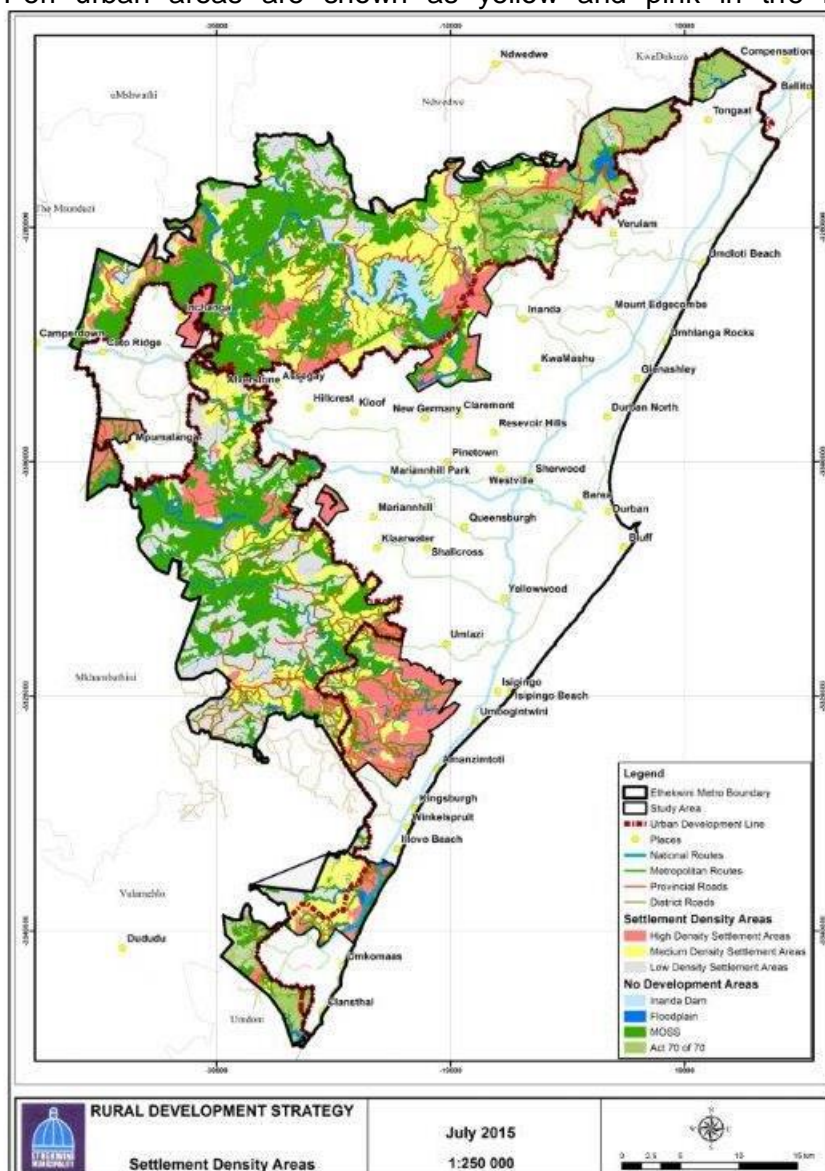 urban areas are shown as yellow and pink in the
Ndwedwe
KwaDukuza
Compensation
Ballito
uMshwathi
Ndwedwe
Tongaat
Verulam
Umdloti Beach
Inchanga
Inanda
Mount Edgecombe
Camperdown
Cato Ridge
Umhlanga Rocks
KwaMashu
Glenashley
Assegay
Hillcrest
Kloof
New Germany
Claremont
Durban North
Resevoir Hills
Mpumalanga
Pinetown
Mariannhill Park
Sherwood
Westville
Berea
Durban
Mariannhill
Queensburgh
Bluff
Klaarwater
Shallcross
Yellowwood
Umlazi
Mkhambathini
Isipingo
Isipingo Beach
Umbogintwini
Amanzimtoti
Kingsburgh
Winkelspruit
Illovo Beach
Vulamehlo
Dududu
Umkomaas
Clansthal
Legend
Ethekwini Metro Boundary
Study Area
Urban Development Line
Places
National Routes
Metropolitan Routes
Provincial Roads
District Roads
Settlement Density Areas
High Density Settlement Areas
Medium Density Settlement Areas
Low Density Settlement Areas
No Development Areas
Inanda Dam
Floodplain
MOSS
Act 70 of 70
RURAL DEVELOPMENT STRATEGY
Settlement Density Areas
July 2015
1:250 000